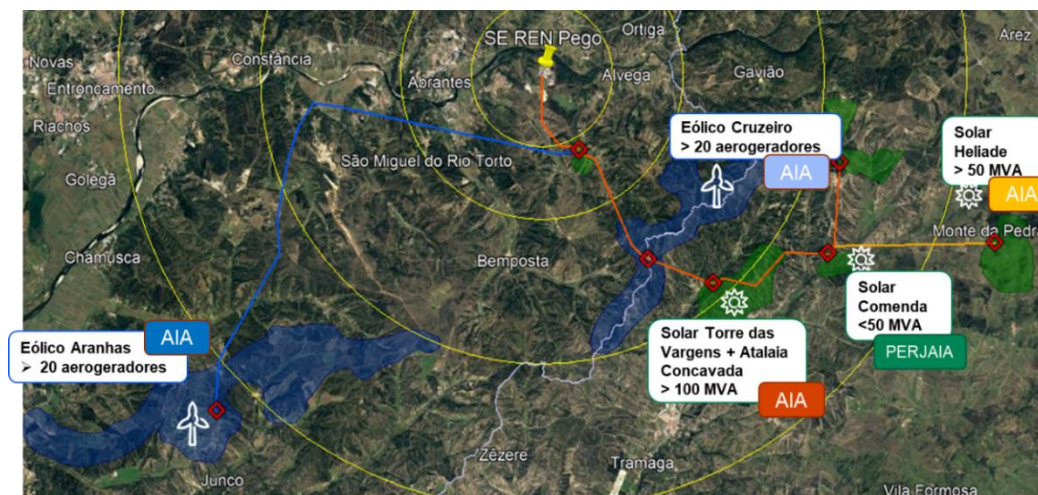 SE REN Pego
Ortiga
Arez
Novas
Constância
Abrantes
Alvega
Gavião
Entroncamento
Riachos
Eólico Cruzeiro
> 20 aerogeradores
AIA
Solar
Heliade
> 50 MVA
AIA
São Miguel do Rio Torto
Golegã
Monte da Pedra
Chamusca
Bemposta
Solar
Comenda
<50 MVA
PERJAIA
Eólico Aranhas
➢ 20 aerogeradores
AIA
Solar Torre das
Vargens + Atalaia
Concavada
> 100 MVA
AIA
Zézere
Tramaga
Junco
Vila Formosa